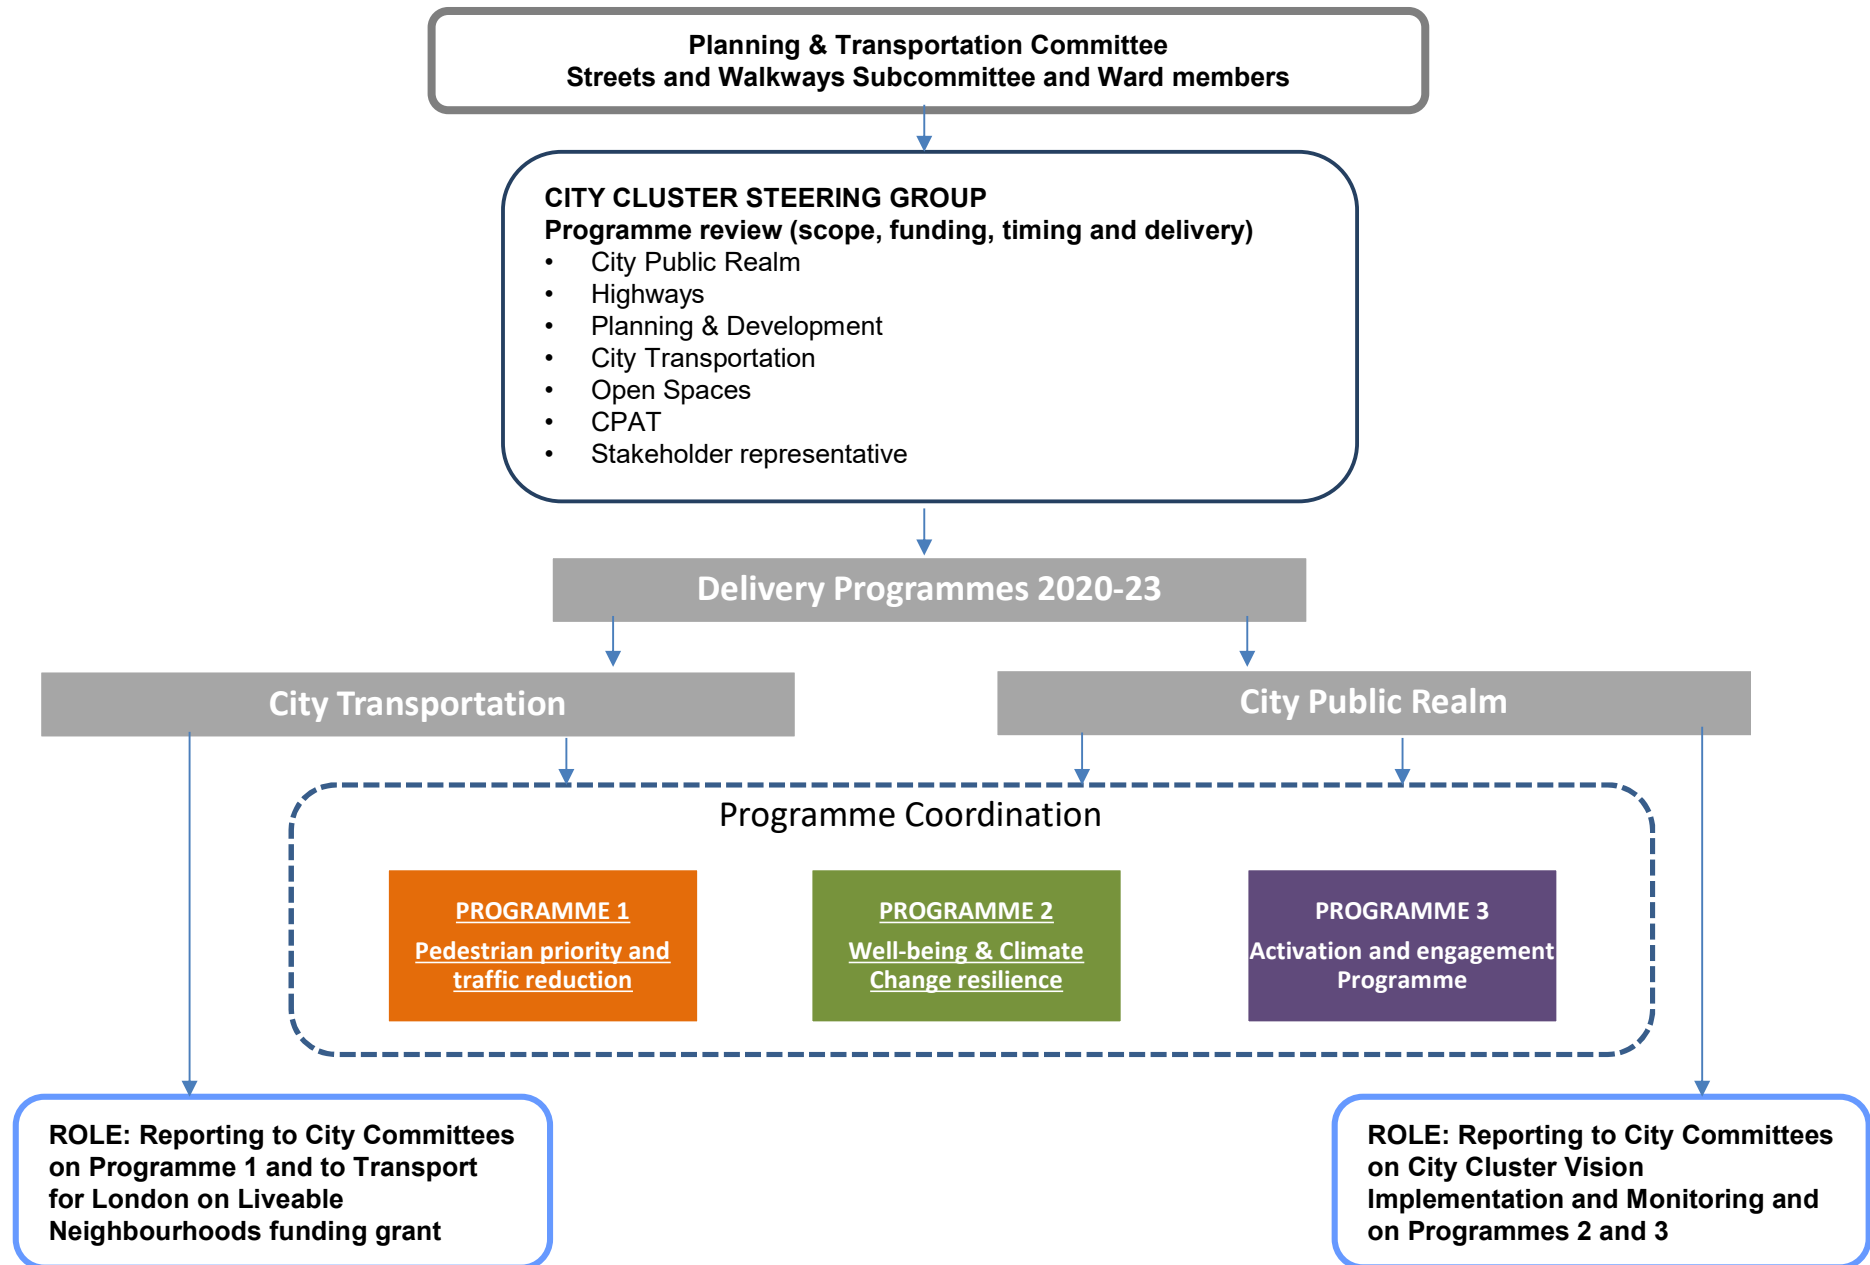 Planning & Transportation Committee
Streets and Walkways Subcommittee and Ward members
CITY CLUSTER STEERING GROUP
Programme review (scope, funding, timing and delivery)
• City Public Realm
• Highways
• Planning & Development
• City Transportation
• Open Spaces
• CPAT
• Stakeholder representative
Delivery Programmes 2020-23
City Transportation
City Public Realm
Programme Coordination
PROGRAMME 1
Pedestrian priority and
traffic reduction
PROGRAMME 2
Well-being & Climate
Change resilience
PROGRAMME 3
Activation and engagement
Programme
ROLE: Reporting to City Committees
on Programme 1 and to Transport
for London on Liveable
Neighbourhoods funding grant
ROLE: Reporting to City Committees
on City Cluster Vision
Implementation and Monitoring and
on Programmes 2 and 3